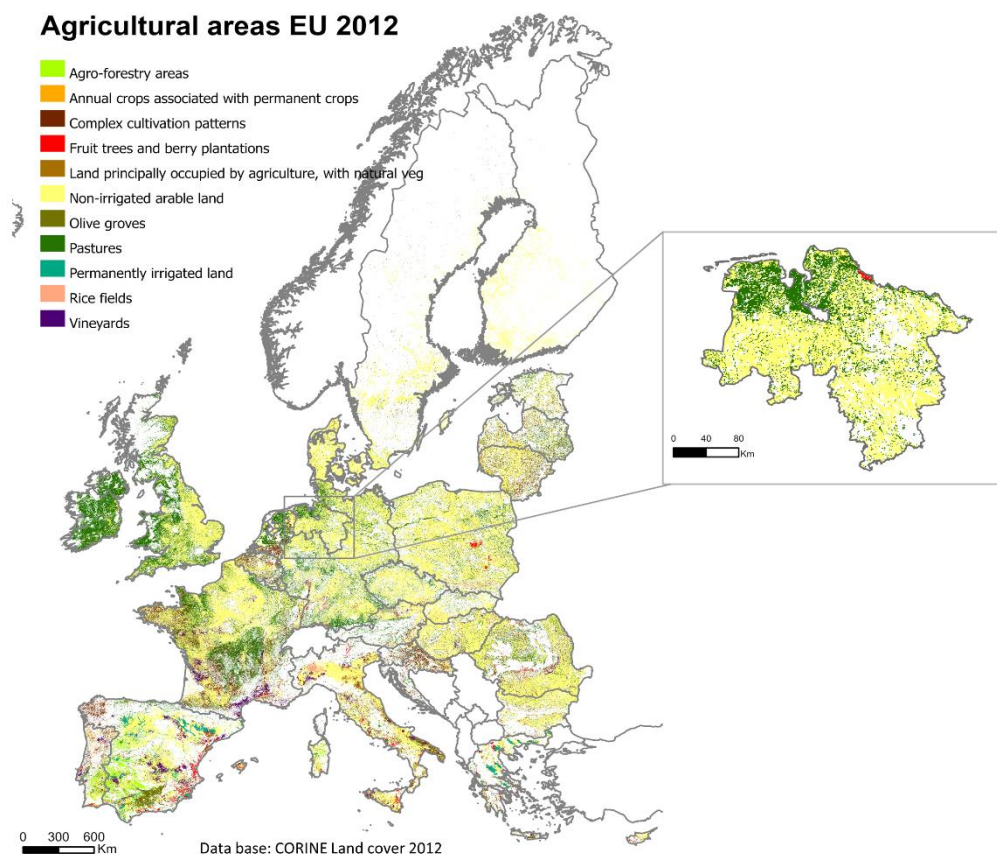 Agricultural areas EU 2012
Agro-forestry areas
Annual crops associated with permanent crops
Complex cultivation patterns
Fruit trees and berry plantations
Land principally occupied by agriculture, with natural veg
Non-irrigated arable land
Olive groves
Pastures
Permanently irrigated land
Rice fields
Vineyards
0 40 80
Km
0 300 600
Km
Data base: CORINE Land cover 2012